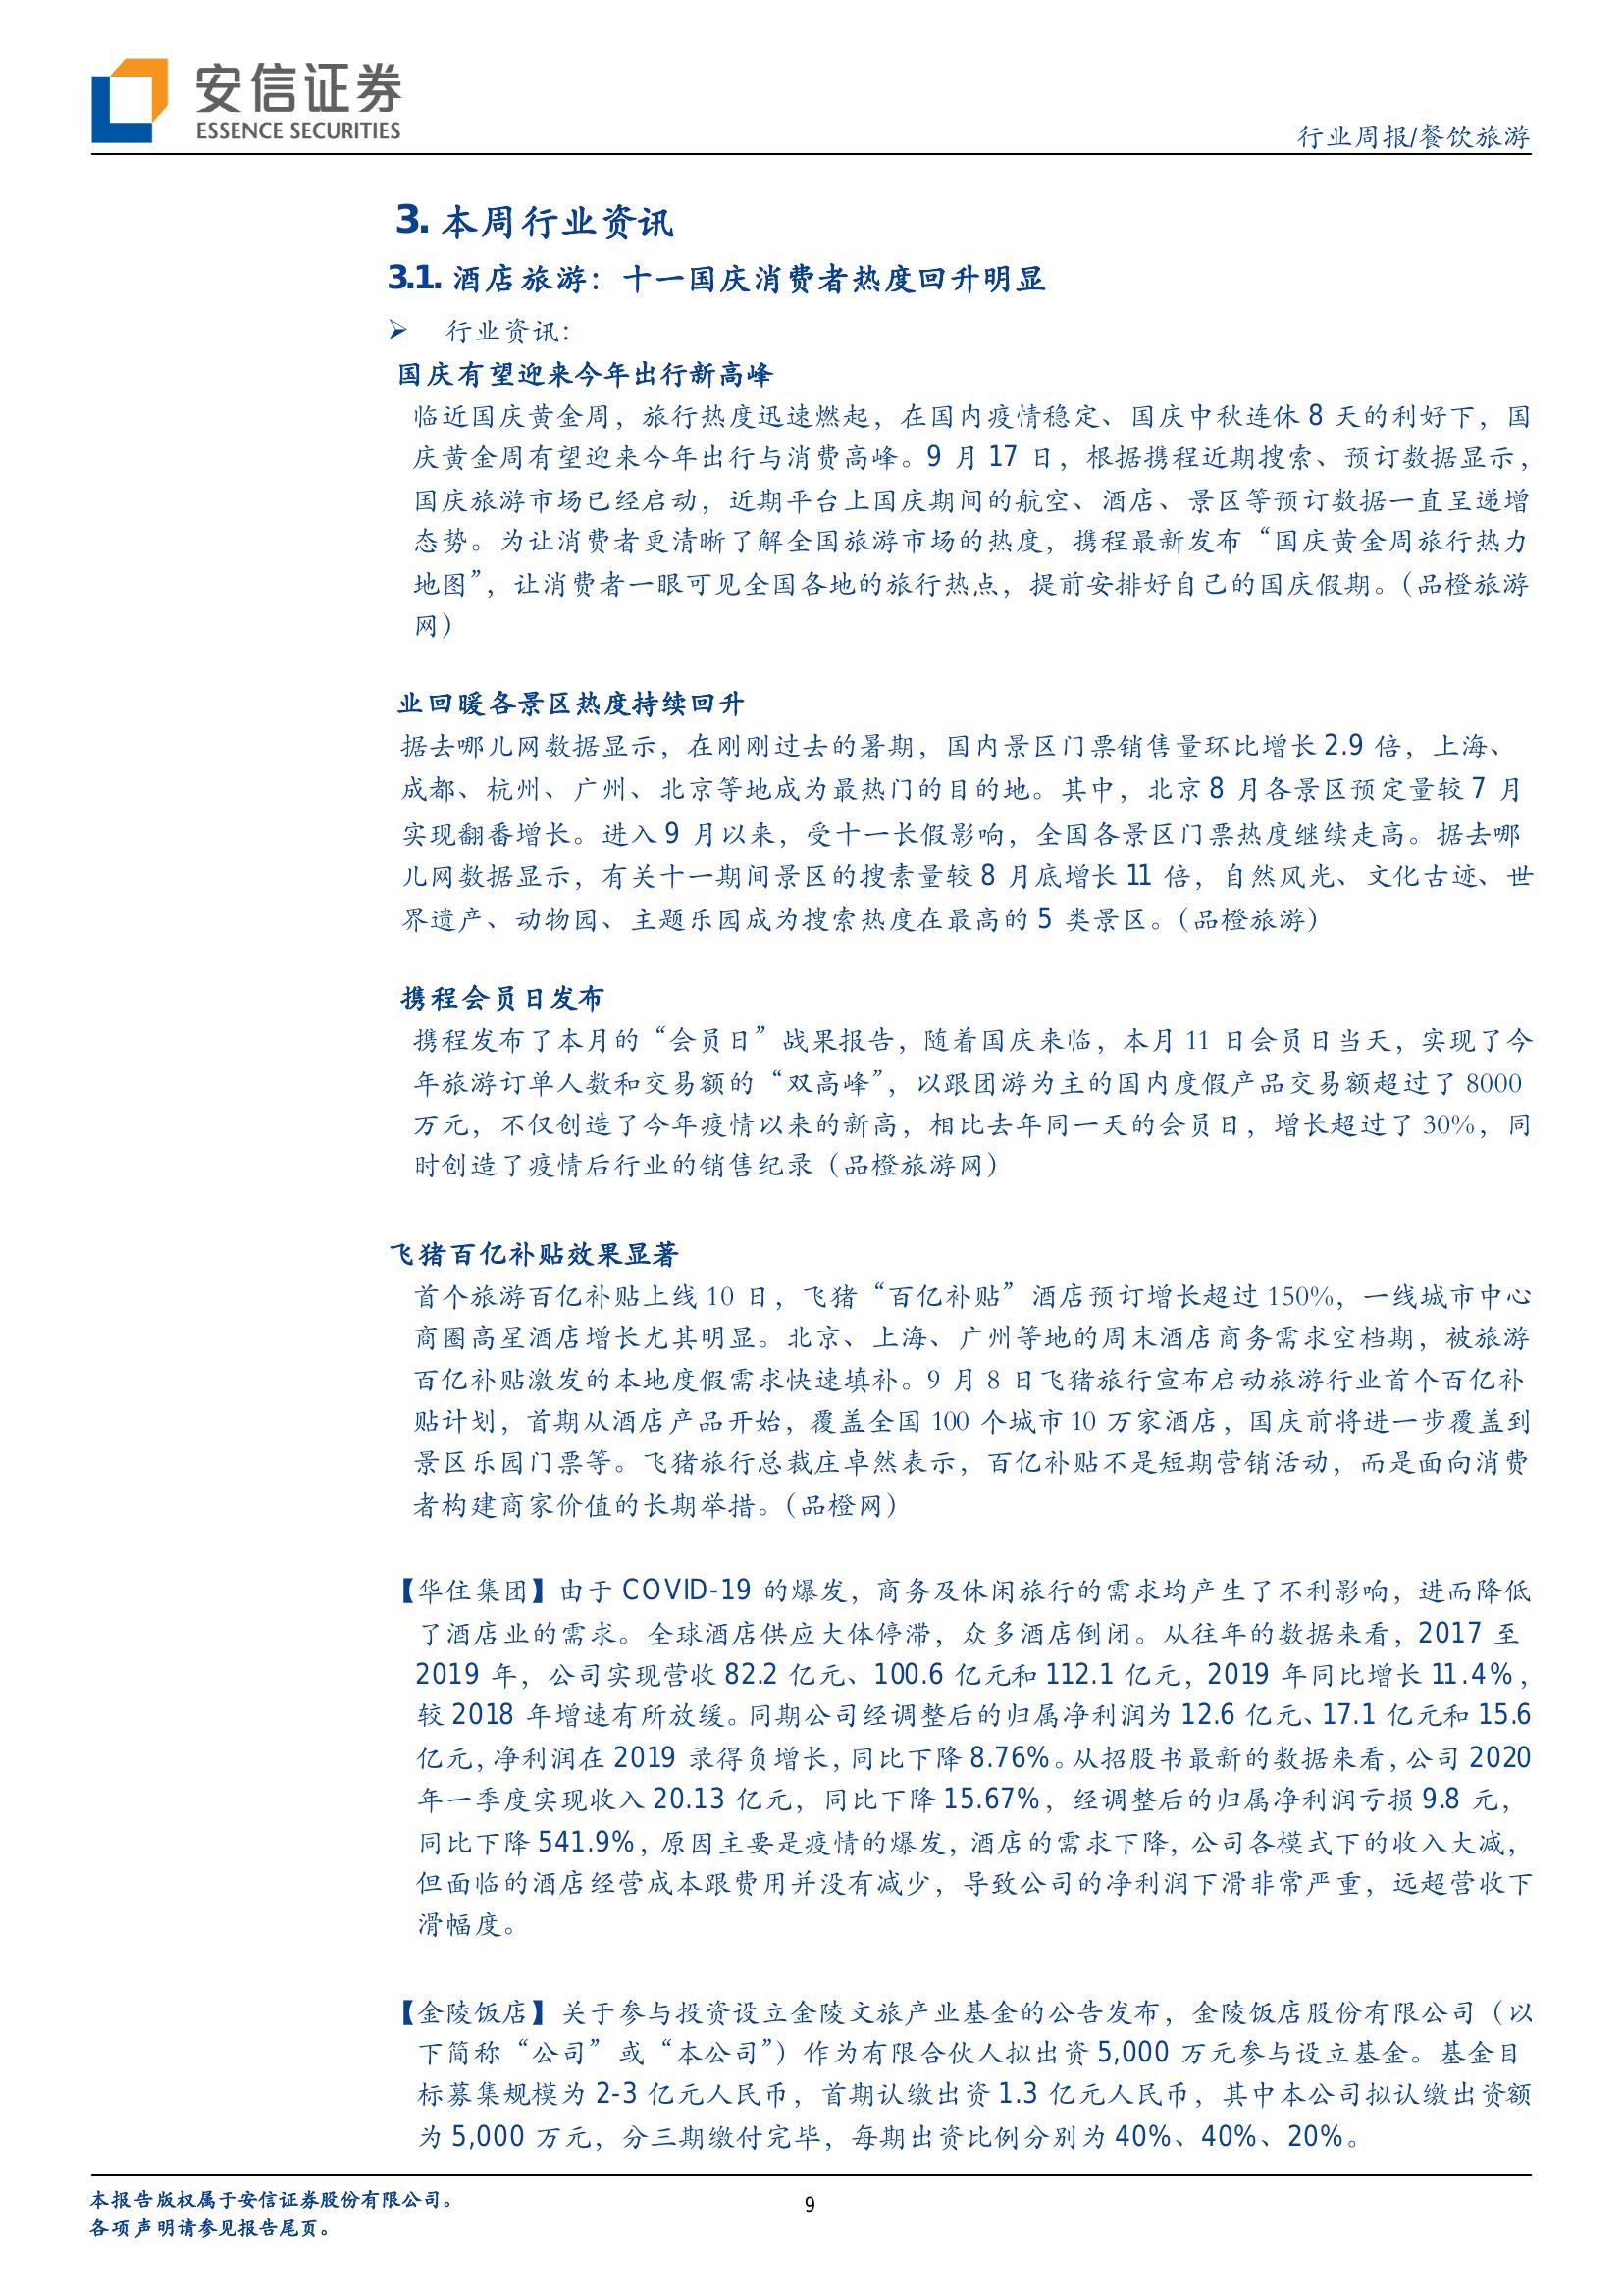 安信证券
ESSENCE SECURITIES
行业周报/餐饮旅游
3. 本周行业资讯
3.1. 酒店旅游：十一国庆消费者热度回升明显
➢ 行业资讯：
国庆有望迎来今年出行新高峰
临近国庆黄金周，旅行热度迅速燃起，在国内疫情稳定、国庆中秋连休 8 天的利好下，国
庆黄金周有望迎来今年出行与消费高峰。9 月 17 日，根据携程近期搜索、预订数据显示，
国庆旅游市场已经启动，近期平台上国庆期间的航空、酒店、景区等预订数据一直呈递增
态势。为让消费者更清晰了解全国旅游市场的热度，携程最新发布“国庆黄金周旅行热力
地图”，让消费者一眼可见全国各地的旅行热点，提前安排好自己的国庆假期。（品橙旅游
网）
业回暖各景区热度持续回升
据去哪儿网数据显示，在刚刚过去的暑期，国内景区门票销售量环比增长 2.9 倍，上海、
成都、杭州、广州、北京等地成为最热门的目的地。其中，北京 8 月各景区预定量较 7 月
实现翻番增长。进入 9 月以来，受十一长假影响，全国各景区门票热度继续走高。据去哪
儿网数据显示，有关十一期间景区的搜素量较 8 月底增长 11 倍，自然风光、文化古迹、世
界遗产、动物园、主题乐园成为搜索热度在最高的 5 类景区。（品橙旅游）
携程会员日发布
携程发布了本月的“会员日”战果报告，随着国庆来临，本月 11 日会员日当天，实现了今
年旅游订单人数和交易额的“双高峰”，以跟团游为主的国内度假产品交易额超过了 8000
万元，不仅创造了今年疫情以来的新高，相比去年同一天的会员日，增长超过了 30%，同
时创造了疫情后行业的销售纪录（品橙旅游网）
飞猪百亿补贴效果显著
首个旅游百亿补贴上线 10 日，飞猪“百亿补贴”酒店预订增长超过 150%，一线城市中心
商圈高星酒店增长尤其明显。北京、上海、广州等地的周末酒店商务需求空档期，被旅游
百亿补贴激发的本地度假需求快速填补。9 月 8 日飞猪旅行宣布启动旅游行业首个百亿补
贴计划，首期从酒店产品开始，覆盖全国 100 个城市 10 万家酒店，国庆前将进一步覆盖到
景区乐园门票等。飞猪旅行总裁庄卓然表示，百亿补贴不是短期营销活动，而是面向消费
者构建商家价值的长期举措。（品橙网）
【华住集团】由于 COVID-19 的爆发，商务及休闲旅行的需求均产生了不利影响，进而降低
了酒店业的需求。全球酒店供应大体停滞，众多酒店倒闭。从往年的数据来看，2017 至
2019 年，公司实现营收 82.2 亿元、100.6 亿元和 112.1 亿元，2019 年同比增长 11.4%，
较 2018 年增速有所放缓。同期公司经调整后的归属净利润为 12.6 亿元、17.1 亿元和 15.6
亿元，净利润在 2019 录得负增长，同比下降 8.76%。从招股书最新的数据来看，公司 2020
年一季度实现收入 20.13 亿元，同比下降 15.67%，经调整后的归属净利润亏损 9.8 元，
同比下降 541.9%，原因主要是疫情的爆发，酒店的需求下降，公司各模式下的收入大减，
但面临的酒店经营成本跟费用并没有减少，导致公司的净利润下滑非常严重，远超营收下
滑幅度。
【金陵饭店】关于参与投资设立金陵文旅产业基金的公告发布，金陵饭店股份有限公司（以
下简称“公司”或“本公司”）作为有限合伙人拟出资 5,000 万元参与设立基金。基金目
标募集规模为 2-3 亿元人民币，首期认缴出资 1.3 亿元人民币，其中本公司拟认缴出资额
为 5,000 万元，分三期缴付完毕，每期出资比例分别为 40%、40%、20%。
本报告版权属于安信证券股份有限公司。
各项声明请参见报告尾页。
9